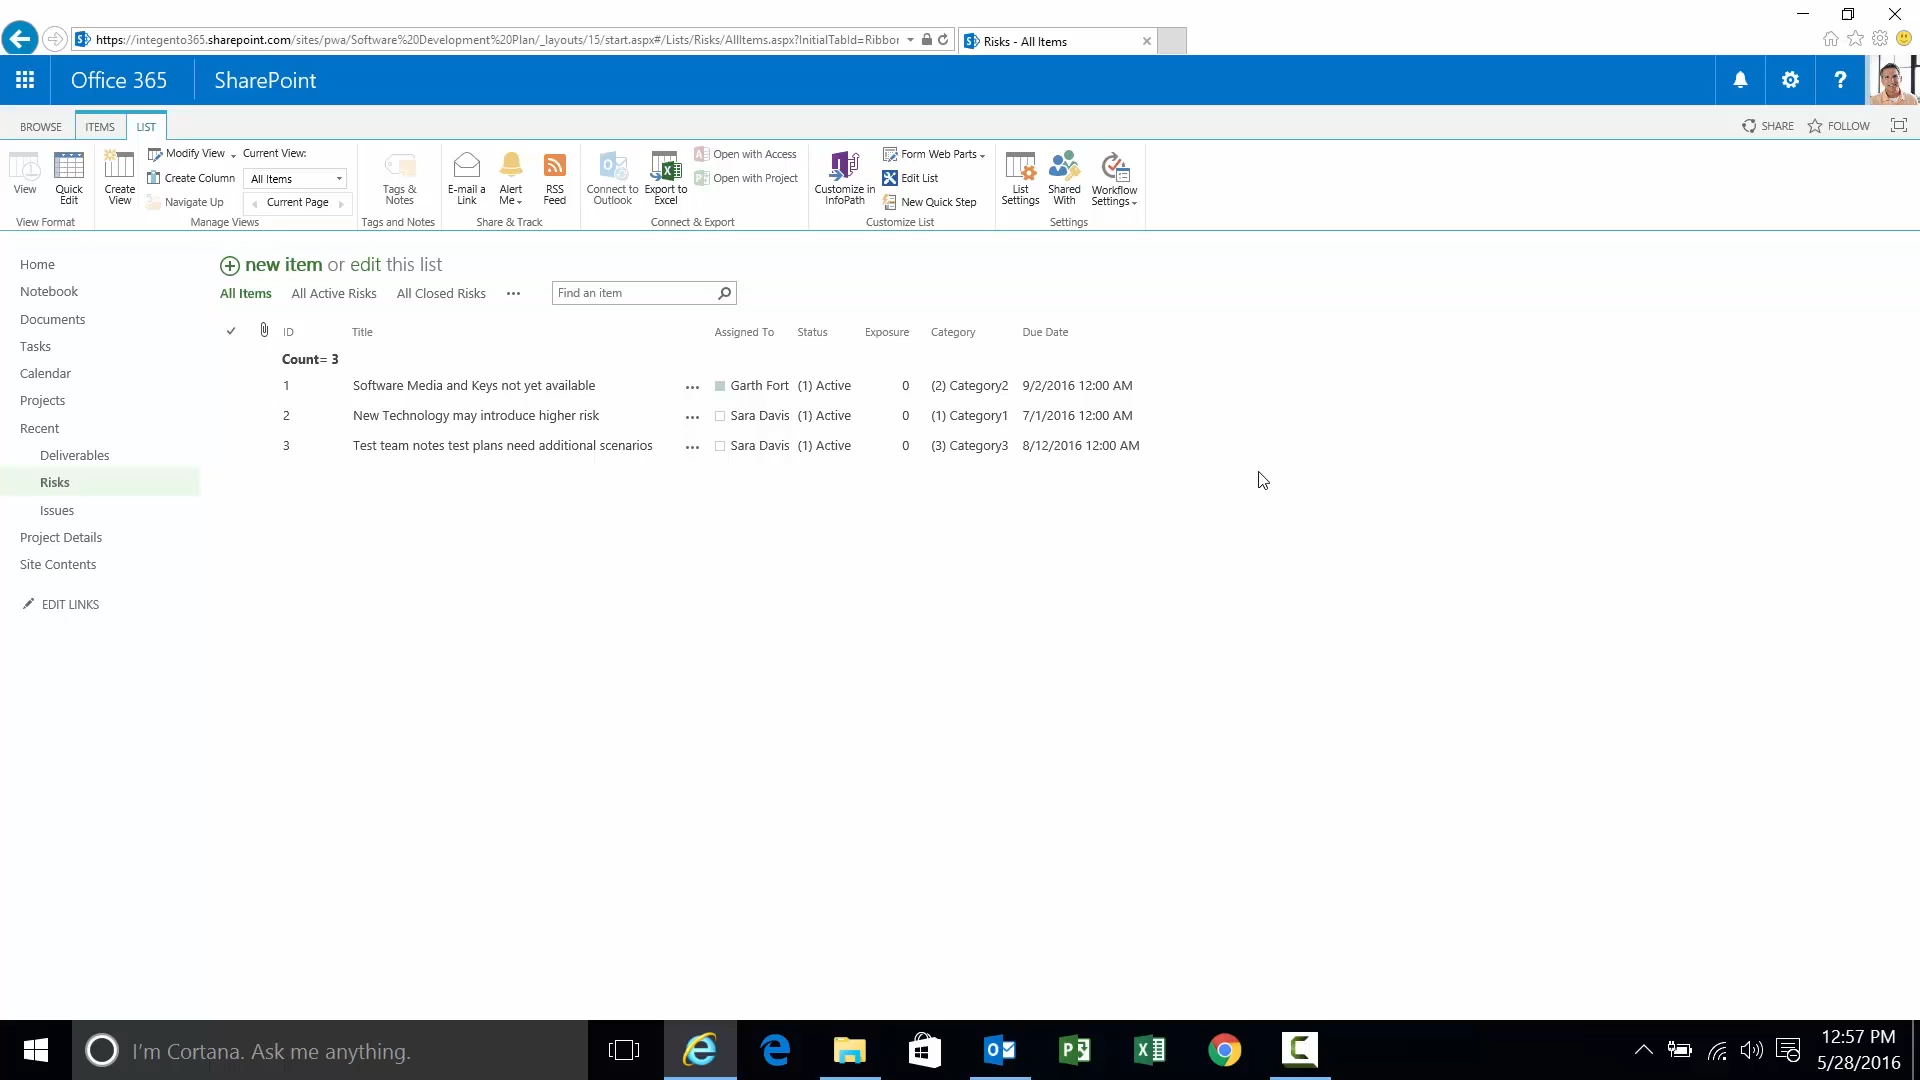 https://integento365.sharepoint.com/sites/pwa/Software%20Development%20Plan/_layouts/15/start.aspx#/Lists/Risks/AllItems.aspx?InitialTabId=Ribbor
Risks - All Items
Office 365
SharePoint
BROWSE
ITEMS
LIST
SHARE
FOLLOW
View
Quick Edit
View Format
Create View
Modify View
Create Column
Navigate Up
Current View:
All Items
Current Page
Manage Views
Tags & Notes
Tags and Notes
E-mail a Link
Alert Me
RSS Feed
Share & Track
Connect to Outlook
Export to Excel
Open with Access
Open with Project
Connect & Export
Customize in InfoPath
Form Web Parts
Edit List
New Quick Step
Customize List
List Settings
Shared With
Workflow Settings
Settings
Home
Notebook
Documents
Tasks
Calendar
Projects
Recent
Deliverables
Risks
Issues
Project Details
Site Contents
EDIT LINKS
new item or edit this list
All Items All Active Risks All Closed Risks ••• Find an item
ID Title Assigned To Status Exposure Category Due Date
Count= 3
1 Software Media and Keys not yet available ••• Garth Fort (1) Active 0 (2) Category2 9/2/2016 12:00 AM
2 New Technology may introduce higher risk ••• Sara Davis (1) Active 0 (1) Category1 7/1/2016 12:00 AM
3 Test team notes test plans need additional scenarios ••• Sara Davis (1) Active 0 (3) Category3 8/12/2016 12:00 AM
I'm Cortana. Ask me anything.
12:57 PM
5/28/2016